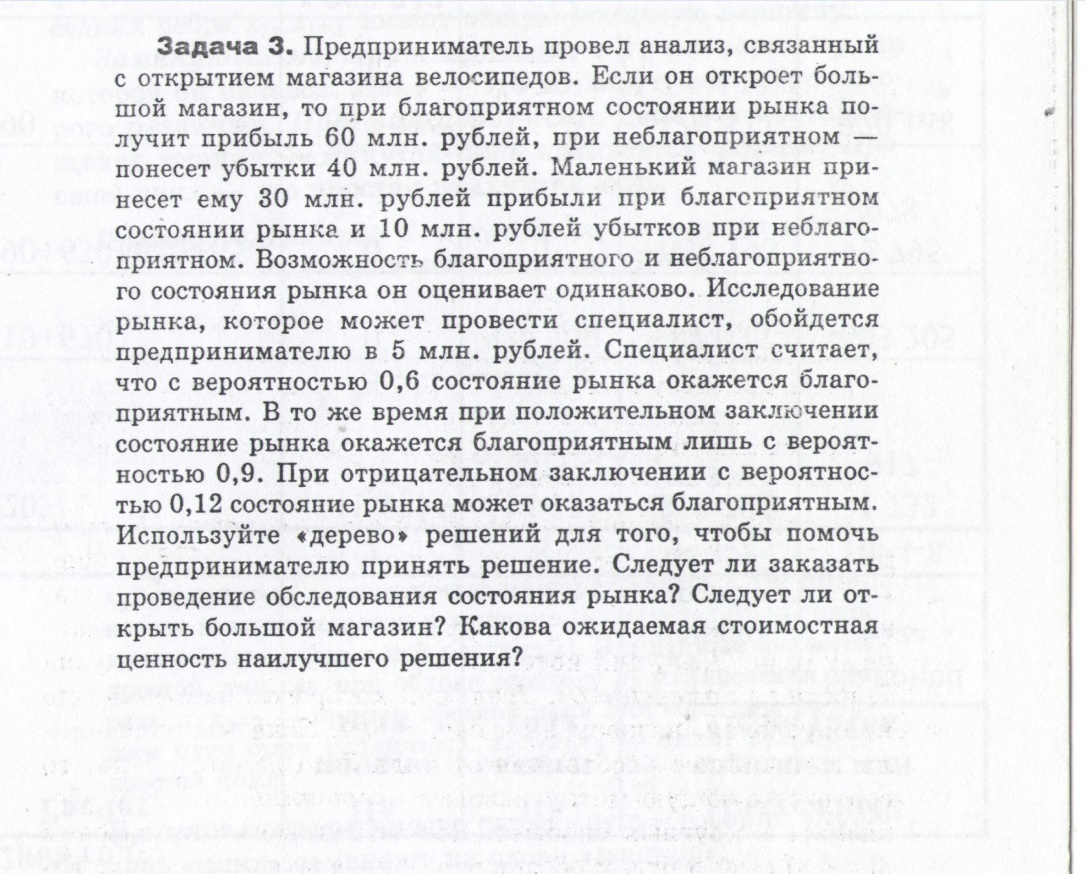 Задача 3. Предприниматель провел анализ, связанный
с открытием магазина велосипедов. Если он откроет боль-
шой магазин, то при благоприятном состоянии рынка по-
лучит прибыль 60 млн. рублей, при неблагоприятном –
понесет убытки 40 млн. рублей. Маленький магазин при-
несет ему 30 млн. рублей прибыли при благоприятном
состоянии рынка и 10 млн. рублей убытков при неблаго-
приятном. Возможность благоприятного и неблагоприятно-
го состояния рынка он оценивает одинаково. Исследование
рынка, которое может провести специалист, обойдется
предпринимателю в 5 млн. рублей. Специалист считает,
что с вероятностью 0,6 состояние рынка окажется благо-
приятным. В то же время при положительном заключении
состояние рынка окажется благоприятным лишь с вероят-
ностью 0,9. При отрицательном заключении с вероятнос-
тью 0,12 состояние рынка может оказаться благоприятным.
Используйте «дерево» решений для того, чтобы помочь
предпринимателю принять решение. Следует ли заказать
проведение обследования состояния рынка? Следует ли от-
крыть большой магазин? Какова ожидаемая стоимостная
ценность наилучшего решения?